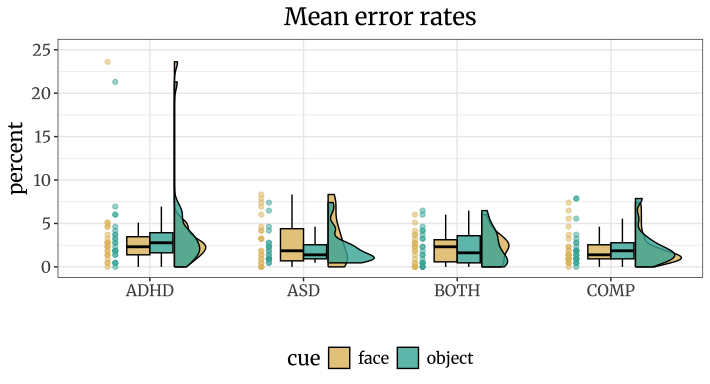 Mean error rates
percent
25
20
15
10
5
0
ADHD ASD BOTH COMP
cue face object